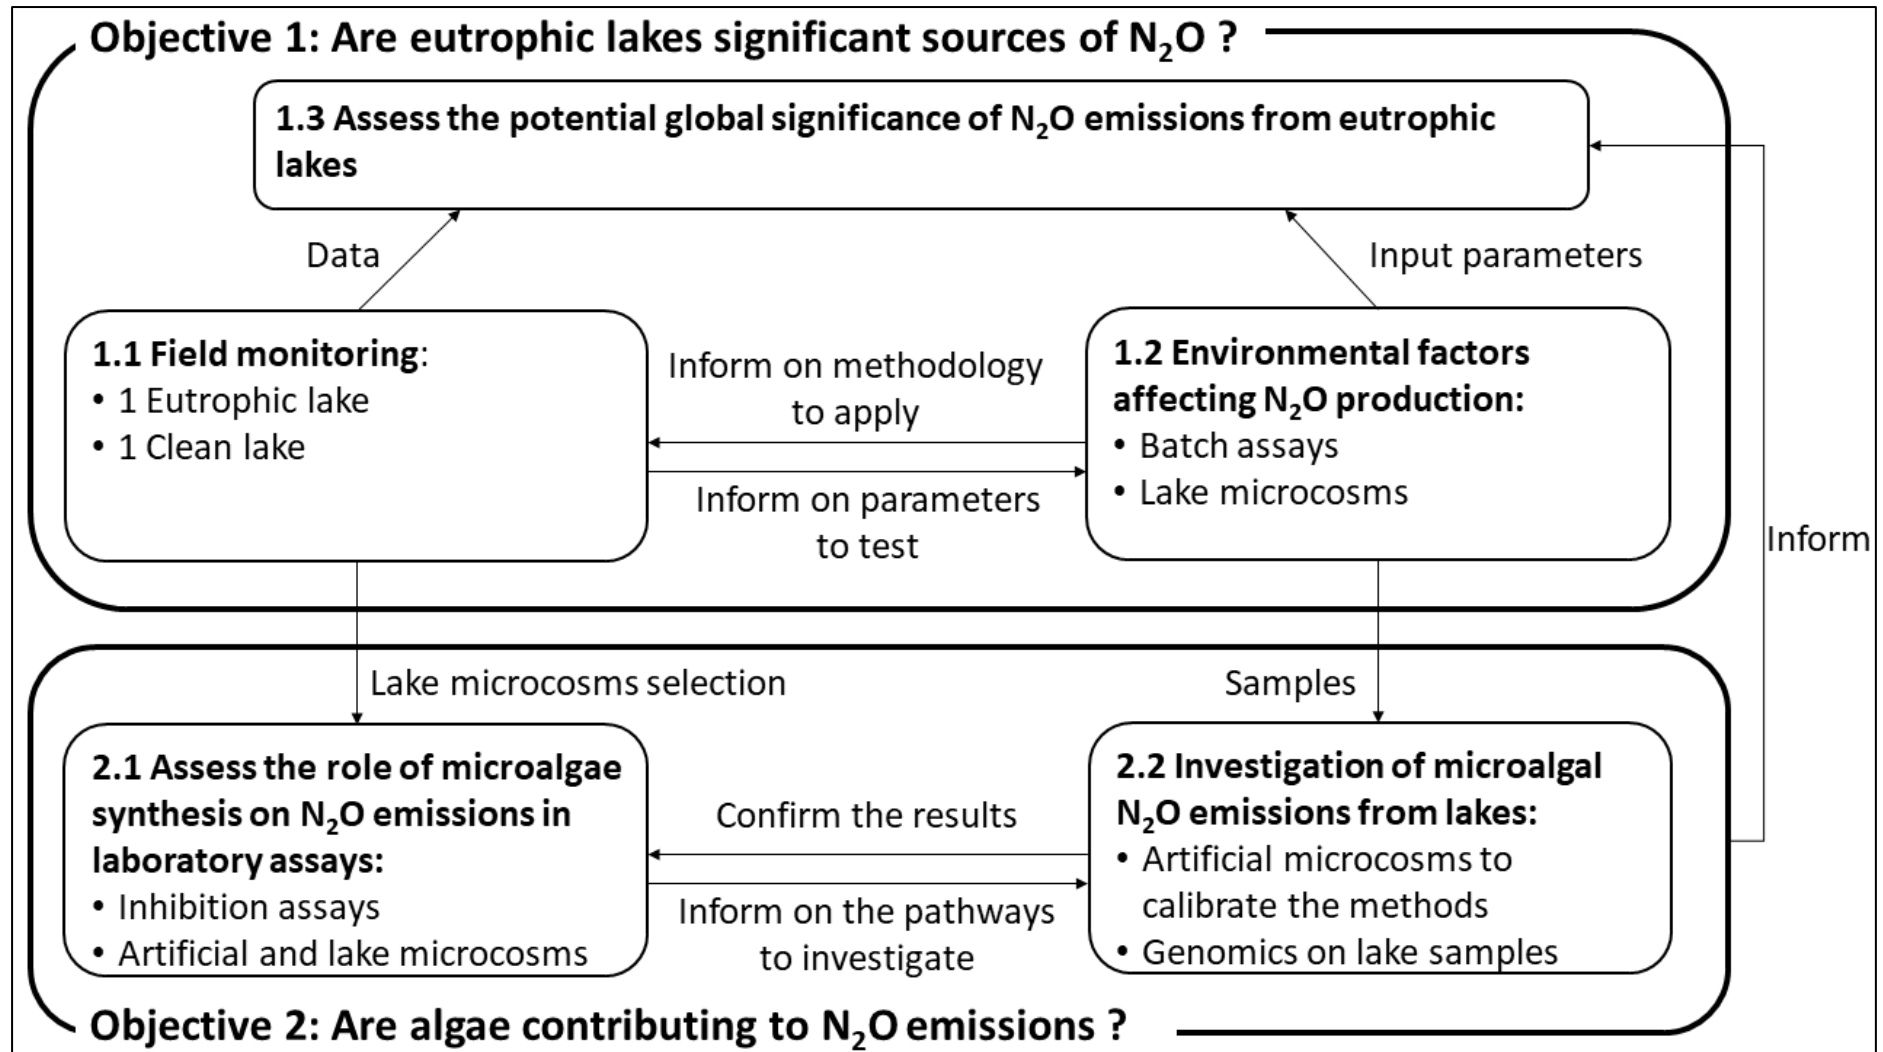 Objective 1: Are eutrophic lakes significant sources of N₂O ?
1.3 Assess the potential global significance of N₂O emissions from eutrophic
lakes
Data
Input parameters
1.1 Field monitoring:
• 1 Eutrophic lake
• 1 Clean lake
Inform on methodology
to apply
Inform on parameters
to test
1.2 Environmental factors
affecting N₂O production:
• Batch assays
• Lake microcosms
Inform
Lake microcosms selection
Samples
2.1 Assess the role of microalgae
synthesis on N₂O emissions in
laboratory assays:
• Inhibition assays
• Artificial and lake microcosms
Confirm the results
Inform on the pathways
to investigate
2.2 Investigation of microalgal
N₂O emissions from lakes:
• Artificial microcosms to
calibrate the methods
• Genomics on lake samples
Objective 2: Are algae contributing to N₂O emissions ?